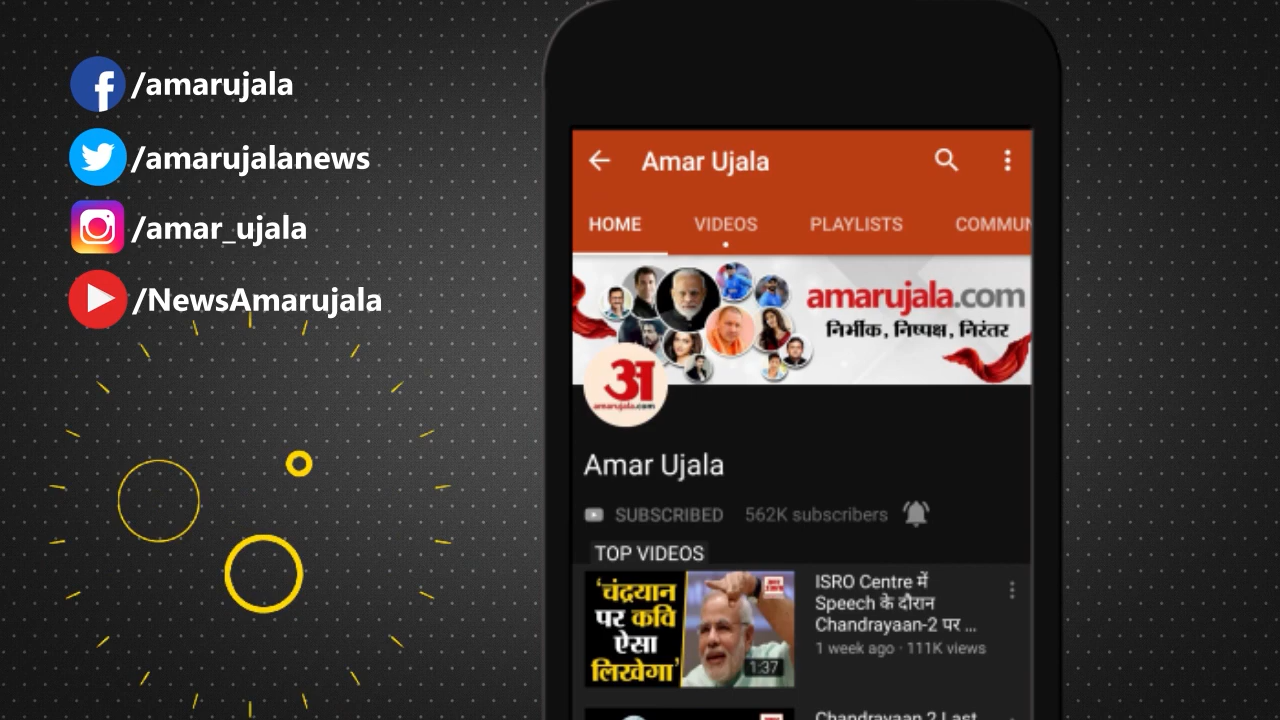 /amarujala
/amarujalanews
/amar_ujala
/NewsAmarujala
Amar Ujala
HOME VIDEOS PLAYLISTS COMMUN
amarujala.com
निर्भीक, निष्पक्ष, निरंतर
अ
amarujala.com
Amar Ujala
SUBSCRIBED 562K subscribers
TOP VIDEOS
‘चंद्रयान
पर कवि
ऐसा
लिखेगा’
1:37
ISRO Centre में
Speech के दौरान
Chandrayaan-2 पर ...
1 week ago · 111K views
Chandrayaan 2 Last